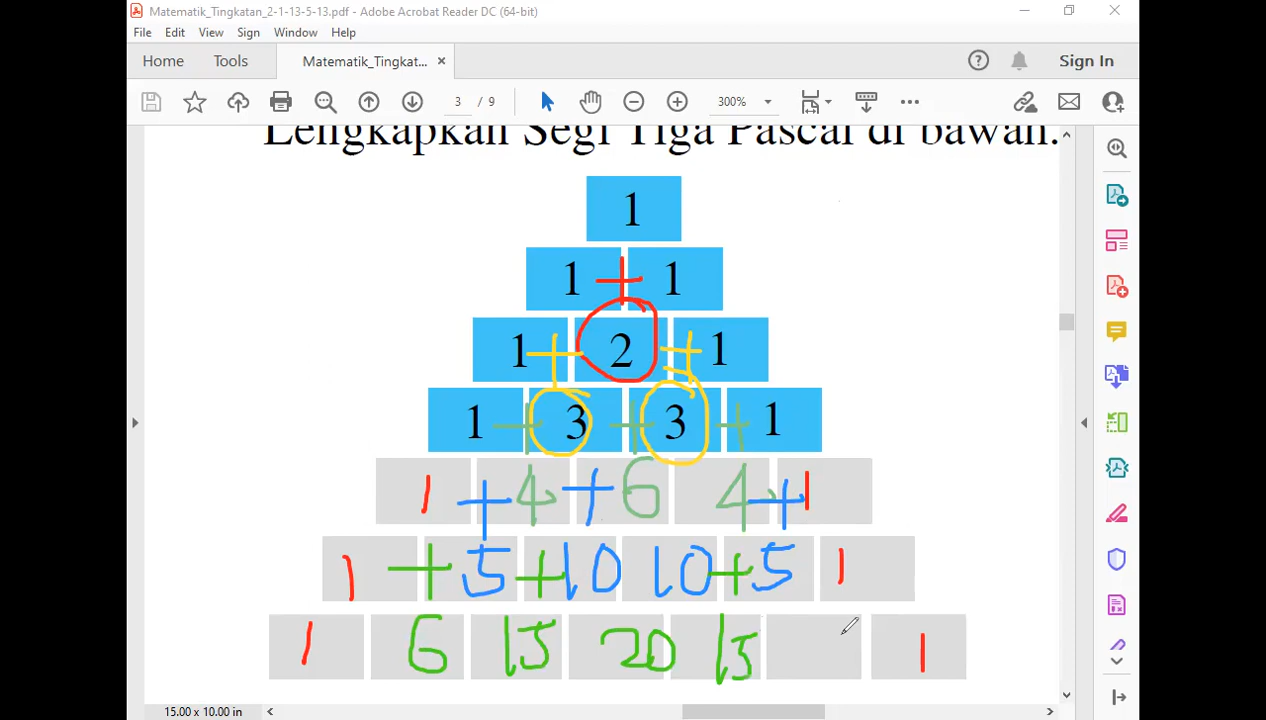 Matematik_Tingkatan_2-1-13-5-13.pdf - Adobe Acrobat Reader DC (64-bit)
File Edit View Sign Window Help
Home Tools Matematik_Tingkat... × Sign In
3 / 9 300%
Lengkapkan Segi Tiga Pascal di bawah.
1
1 + 1
1 + 2 + 1
1 + 3 + 3 + 1
1 + 4 + 6 4 + 1
1 + 5 + 10 10 + 5 1
1 6 15 20 15 1
15.00 x 10.00 in